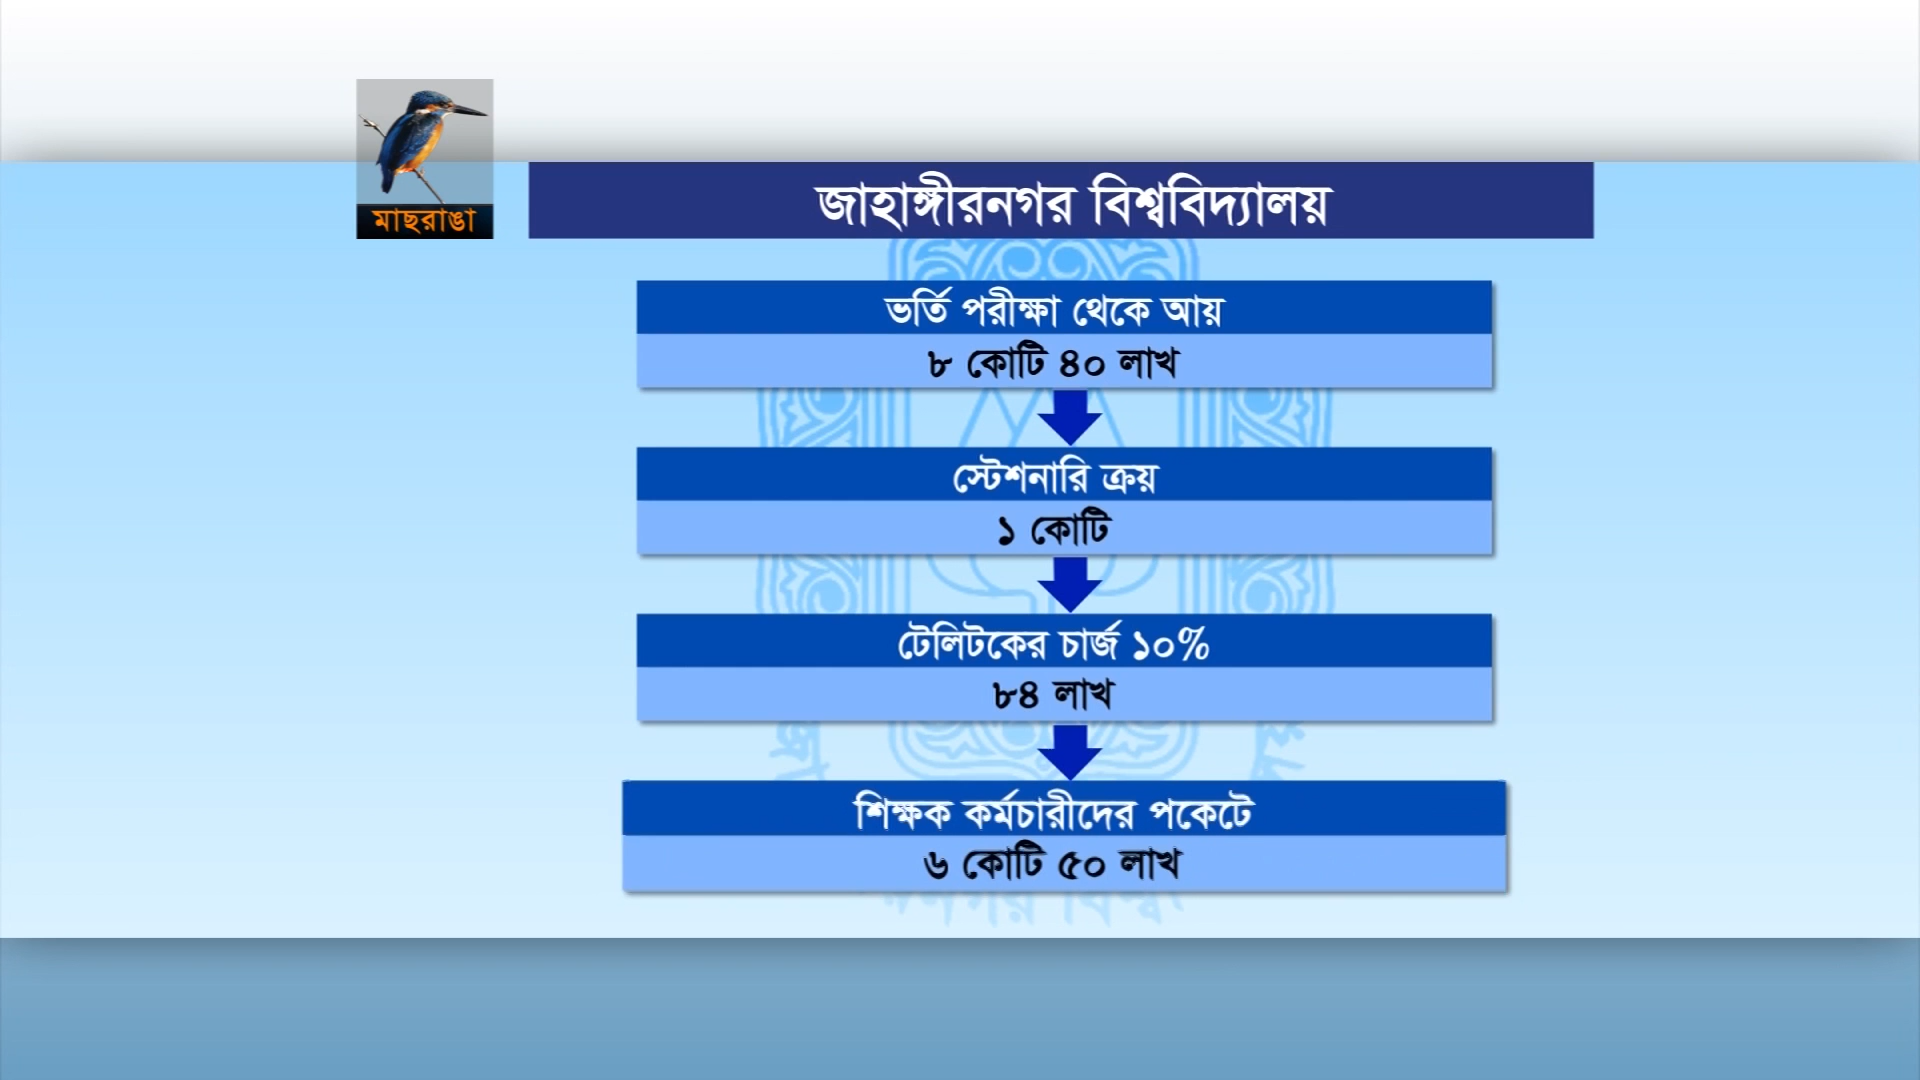 মাছরাঙা
জাহাঙ্গীরনগর বিশ্ববিদ্যালয়
ভর্তি পরীক্ষা থেকে আয়
৮ কোটি ৪০ লাখ
স্টেশনারি ক্রয়
১ কোটি
টেলিটকের চার্জ ১০%
৮৪ লাখ
শিক্ষক কর্মচারীদের পকেটে
৬ কোটি ৫০ লাখ